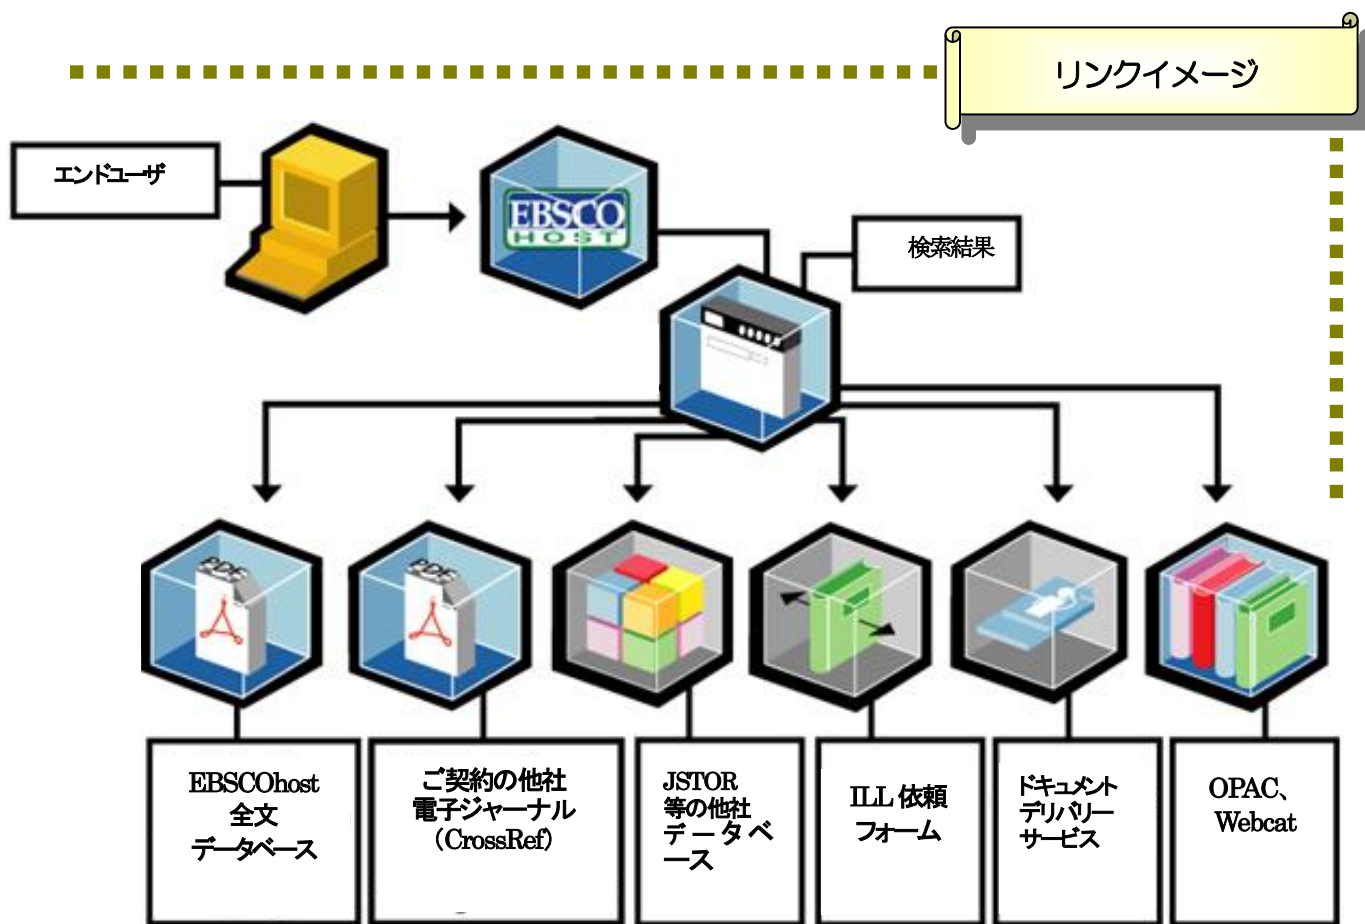 リンクイメージ
エンドユーザ
EBSCO
HOST
検索結果
PDF
PDF
EBSCOhost
全文
データベース
ご契約の他社
電子ジャーナル
（CrossRef）
JSTOR
等の他社
データベ
ース
ILL 依頼
フォーム
ドキュメント
デリバリー
サービス
OPAC、
Webcat